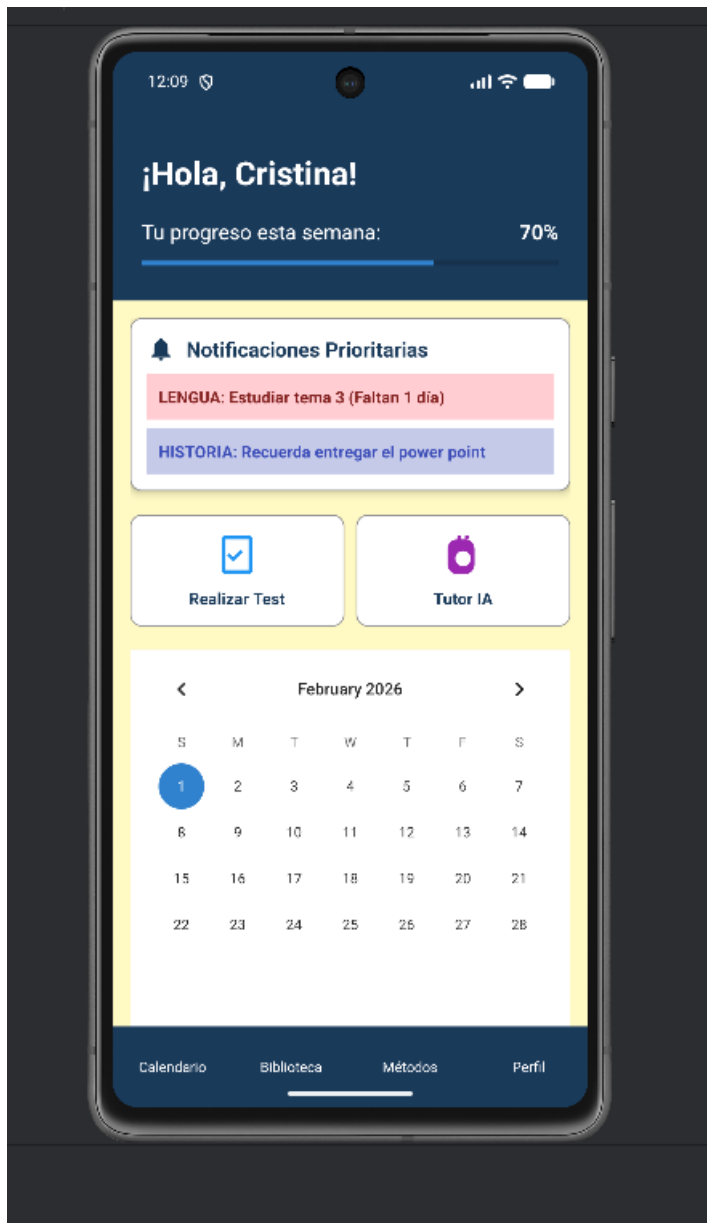 12:09
¡Hola, Cristina!
Tu progreso esta semana: 70%
Notificaciones Prioritarias
LENGUA: Estudiar tema 3 (Faltan 1 día)
HISTORIA: Recuerda entregar el power point
Realizar Test Tutor IA
February 2026
S M T W T F S
1 2 3 4 5 6 7
8 9 10 11 12 13 14
15 16 17 18 19 20 21
22 23 24 25 26 27 28
Calendario Biblioteca Métodos Perfil